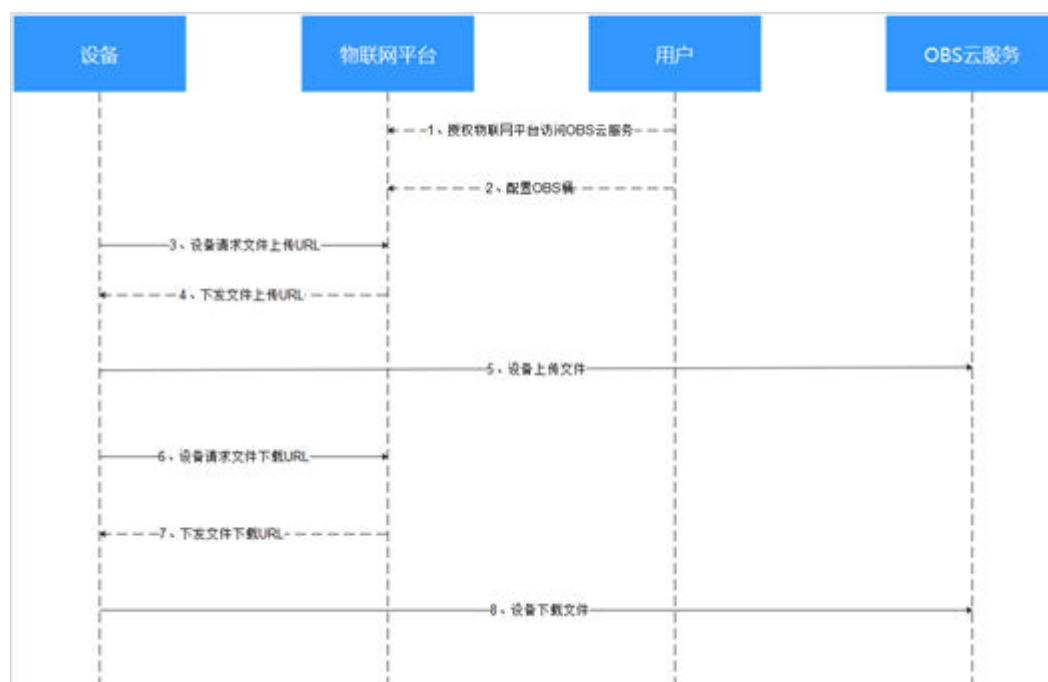 设备
物联网平台
用户
OBS云服务
1、授权物联网平台访问OBS云服务
2、配置OBS桶
3、设备请求文件上传URL
4、下发文件上传URL
5、设备上传文件
6、设备请求文件下载URL
7、下发文件下载URL
8、设备下载文件